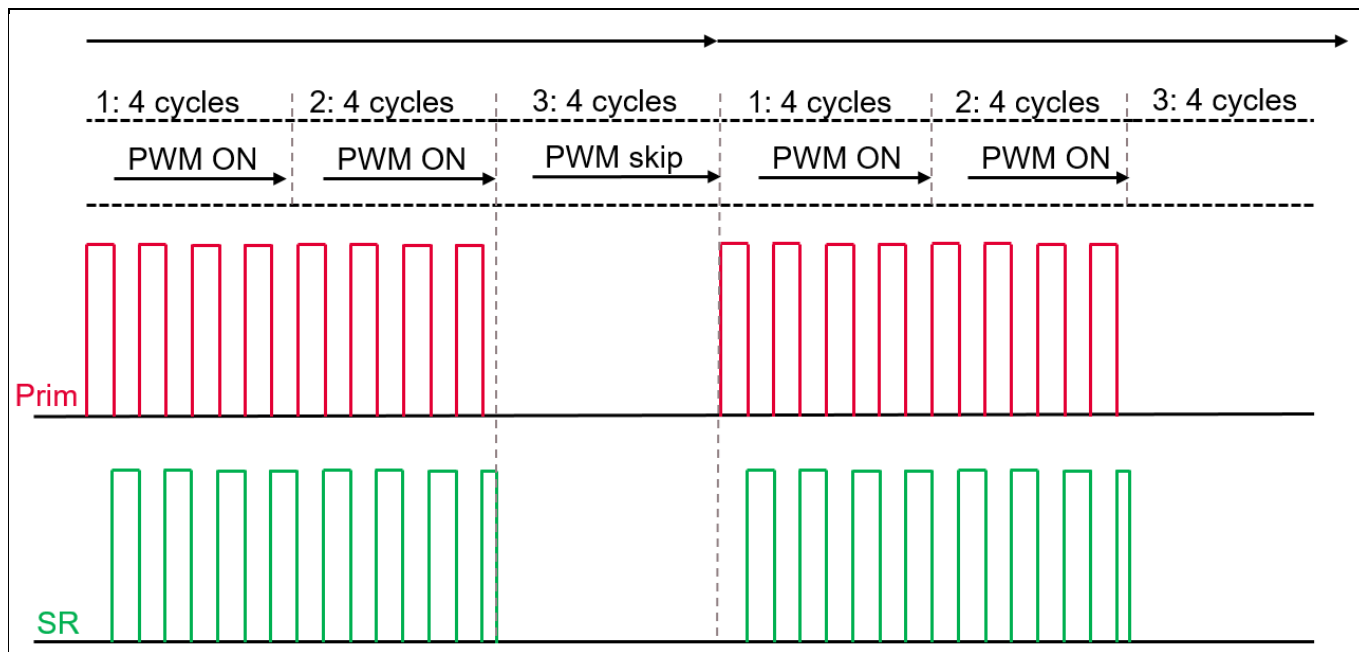 1: 4 cycles 2: 4 cycles 3: 4 cycles 1: 4 cycles 2: 4 cycles 3: 4 cycles
PWM ON PWM ON PWM skip PWM ON PWM ON
Prim
SR